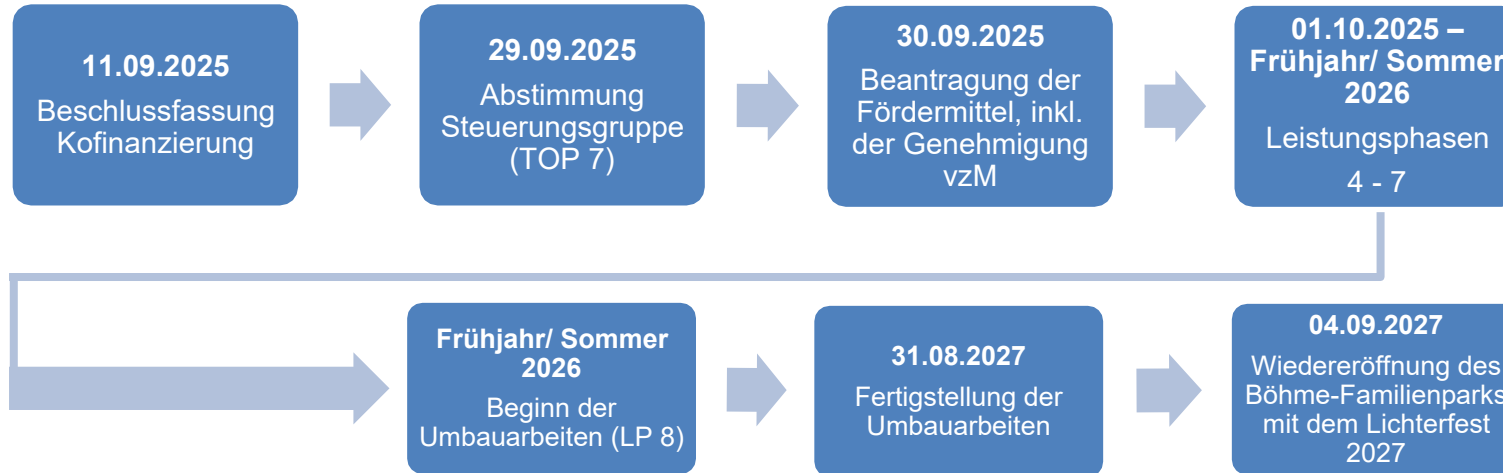 11.09.2025
Beschlussfassung
Kofinanzierung
29.09.2025
Abstimmung
Steuerungsgruppe
(TOP 7)
30.09.2025
Beantragung der
Fördermittel, inkl.
der Genehmigung
vzM
01.10.2025 –
Frühjahr/ Sommer
2026
Leistungsphasen
4 - 7
Frühjahr/ Sommer
2026
Beginn der
Umbauarbeiten (LP 8)
31.08.2027
Fertigstellung der
Umbauarbeiten
04.09.2027
Wiedereröffnung des
Böhme-Familienparks
mit dem Lichterfest
2027